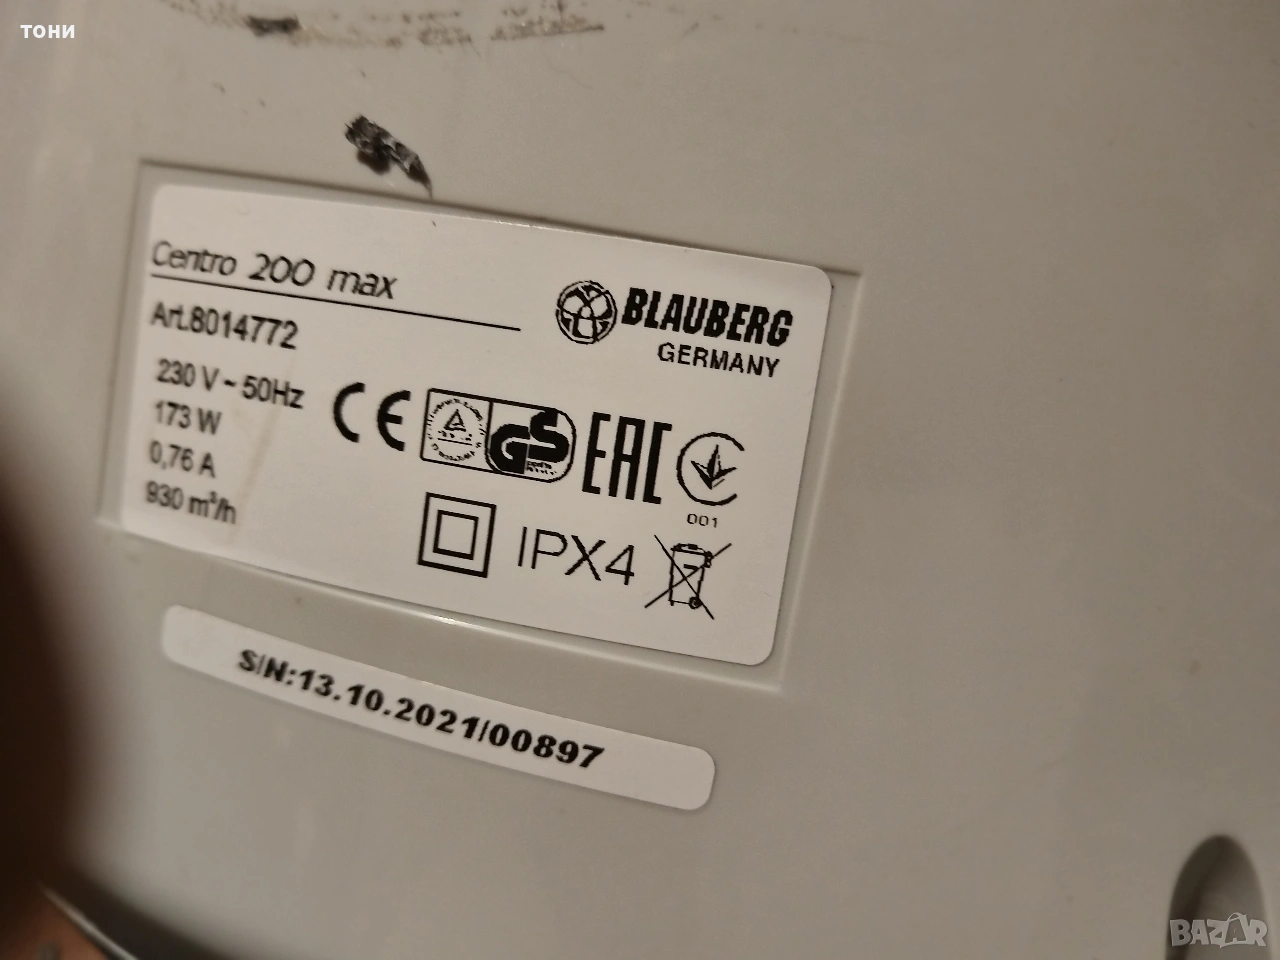 тони
Centro 200 max
BLAUBERG
GERMANY
Art.8014772
230 V ~ 50Hz
173 W
0,76 A
930 m³/h
CE
GS
EAC
001
IPX4
S/N:13.10.2021/00897
BAZAR